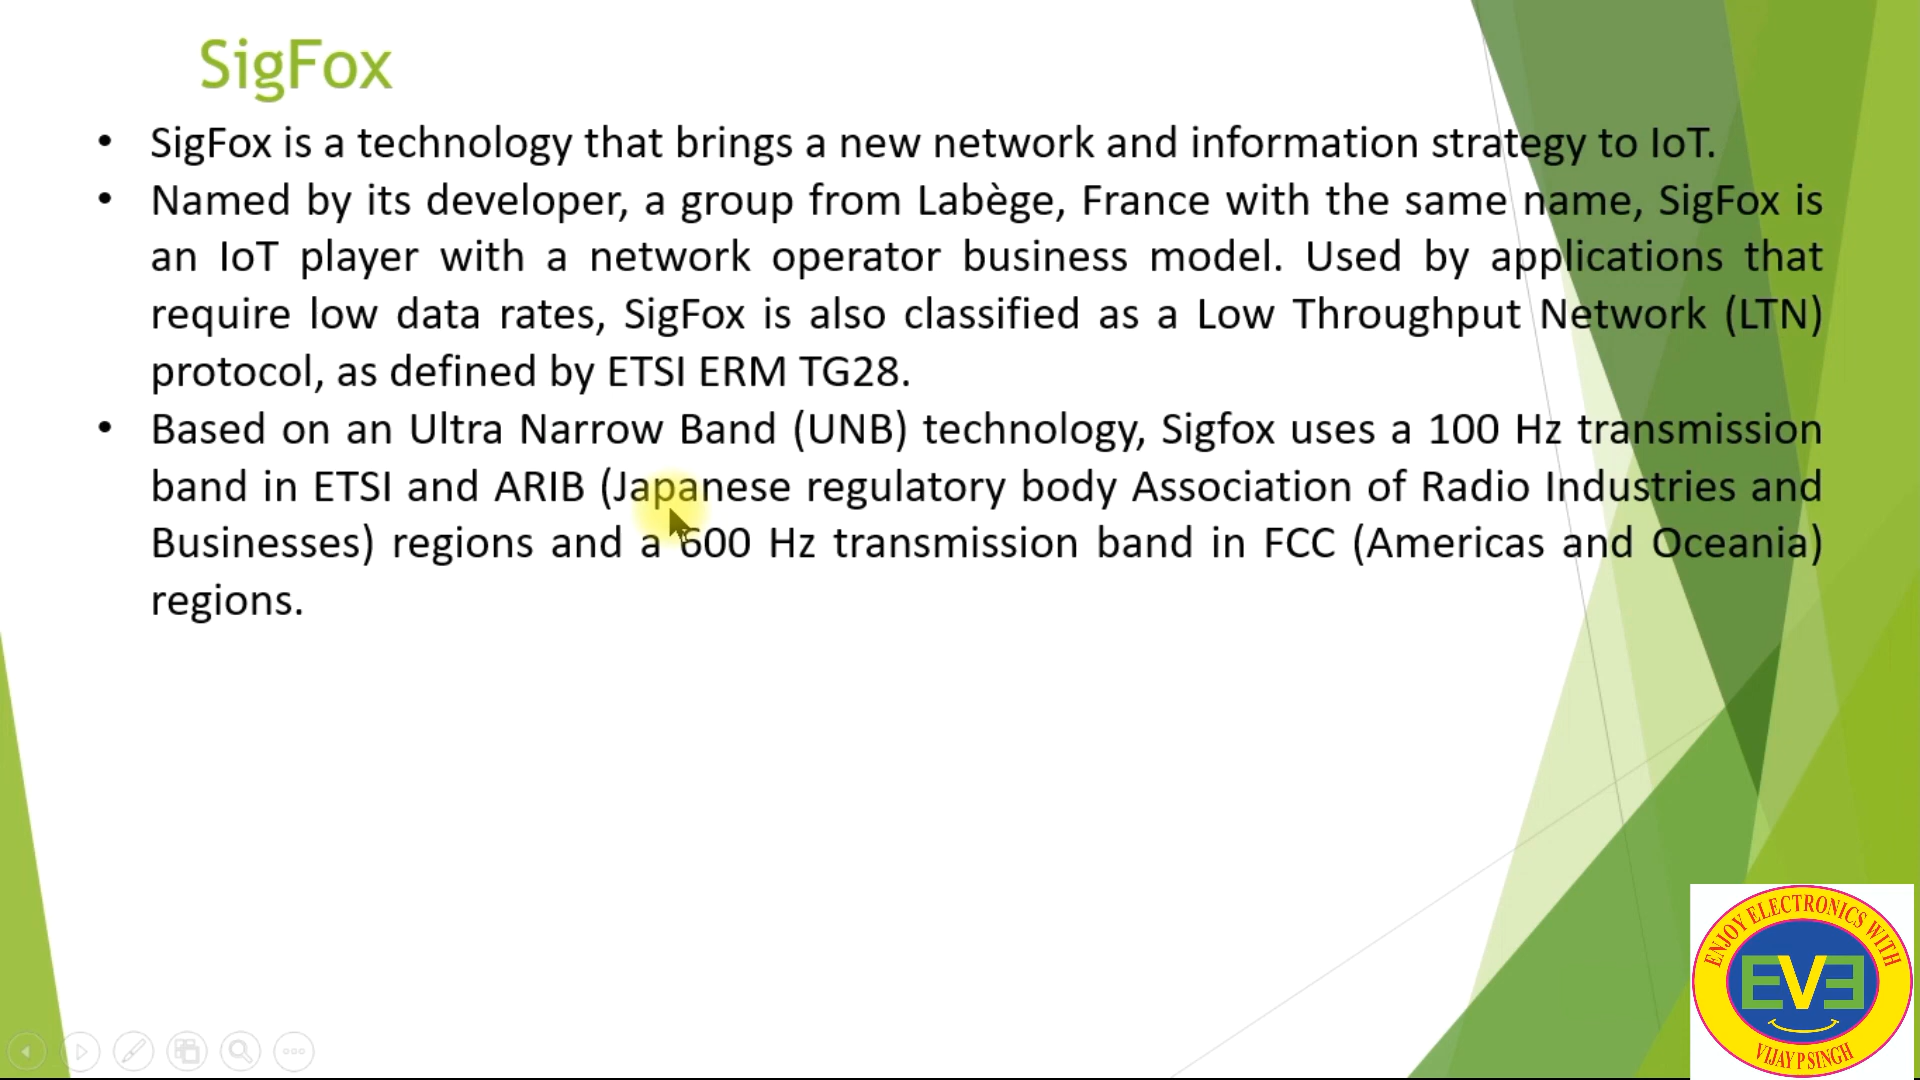 SigFox
• SigFox is a technology that brings a new network and information strategy to IoT.
• Named by its developer, a group from Labège, France with the same name, SigFox is
an IoT player with a network operator business model. Used by applications that
require low data rates, SigFox is also classified as a Low Throughput Network (LTN)
protocol, as defined by ETSI ERM TG28.
• Based on an Ultra Narrow Band (UNB) technology, Sigfox uses a 100 Hz transmission
band in ETSI and ARIB (Japanese regulatory body Association of Radio Industries and
Businesses) regions and a 600 Hz transmission band in FCC (Americas and Oceania)
regions.
ENJOY ELECTRONICS WITH
EVE
VIJAY P SINGH